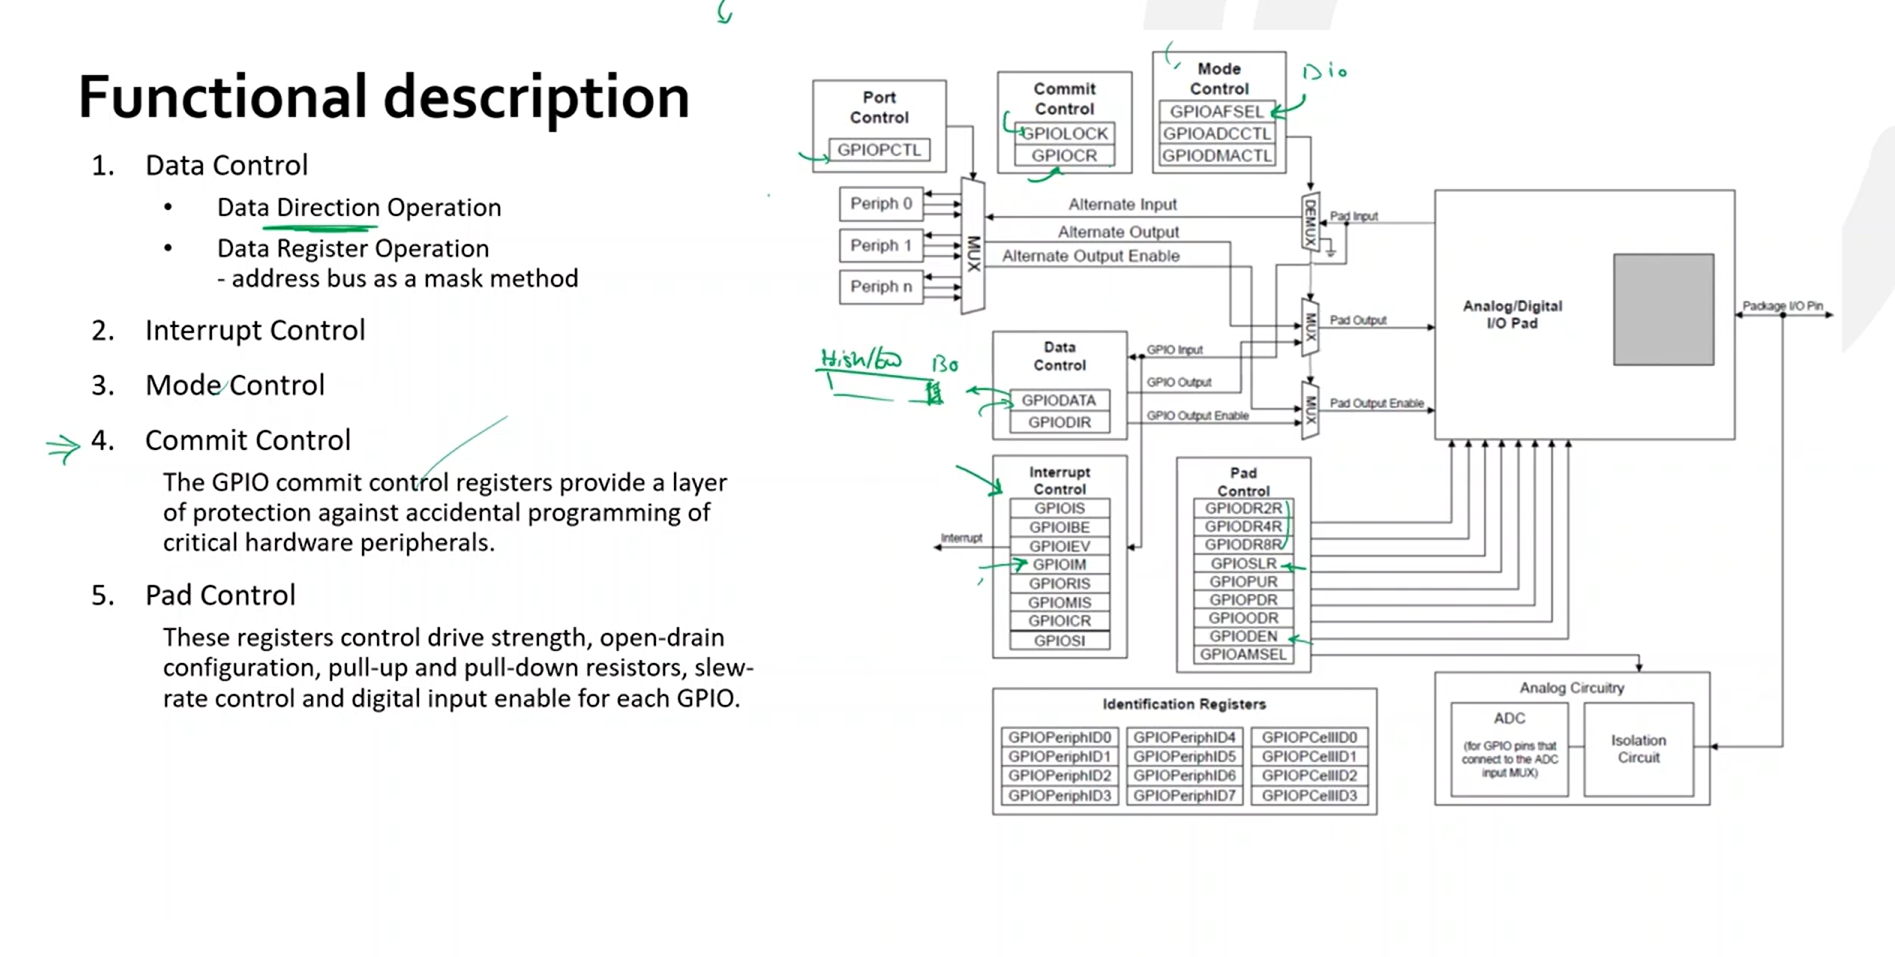 Functional description
1. Data Control
• Data Direction Operation
• Data Register Operation
- address bus as a mask method
2. Interrupt Control
3. Mode Control
4. Commit Control
The GPIO commit control registers provide a layer
of protection against accidental programming of
critical hardware peripherals.
5. Pad Control
These registers control drive strength, open-drain
configuration, pull-up and pull-down resistors, slew-
rate control and digital input enable for each GPIO.
Port
Control
GPIOPCTL
Commit
Control
GPIOLOCK
GPIOCR
Mode
Control
GPIOAFSEL
GPIOADCCTL
GPIODMACTL
Dio
Periph 0
Periph 1
Periph n
MUX
Alternate Input
Alternate Output
Alternate Output Enable
DEMUX
Pad Input
MUX
Pad Output
MUX
Pad Output Enable
Analog/Digital
I/O Pad
Package I/O Pin
Data
Control
GPIODATA
GPIODIR
GPIO Input
GPIO Output
GPIO Output Enable
Interrupt
Control
GPIOIS
GPIOIBE
GPIOIEV
GPIOIM
GPIORIS
GPIOMIS
GPIOICR
GPIOSI
Interrupt
Pad
Control
GPIODR2R
GPIODR4R
GPIODR8R
GPIOSLR
GPIOPUR
GPIOPDR
GPIOODR
GPIODEN
GPIOAMSEL
Identification Registers
GPIOPeriphID0 GPIOPeriphID4 GPIOPCellID0
GPIOPeriphID1 GPIOPeriphID5 GPIOPCellID1
GPIOPeriphID2 GPIOPeriphID6 GPIOPCellID2
GPIOPeriphID3 GPIOPeriphID7 GPIOPCellID3
Analog Circuitry
ADC
(for GPIO pins that
connect to the ADC
input MUX)
Isolation
Circuit